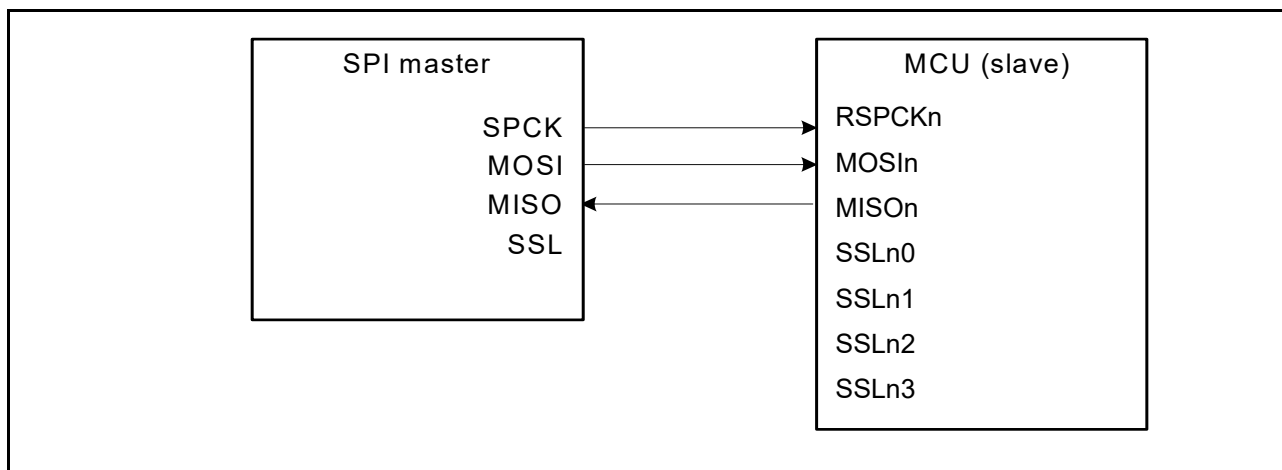 SPI master
SPCK
MOSI
MISO
SSL
MCU (slave)
RSPCKn
MOSIn
MISOn
SSLn0
SSLn1
SSLn2
SSLn3